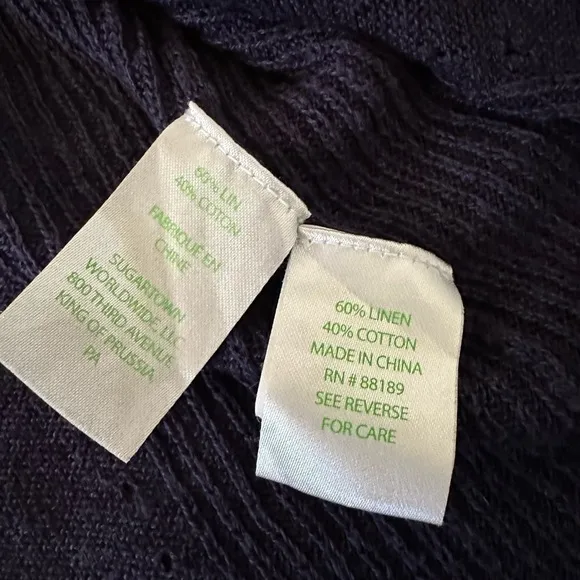 60% LIN
40% COTON
FABRIQUÉ EN
CHINE
SUGARTOWN
WORLDWIDE, LLC
800 THIRD AVENUE
KING OF PRUSSIA,
PA
60% LINEN
40% COTTON
MADE IN CHINA
RN # 88189
SEE REVERSE
FOR CARE